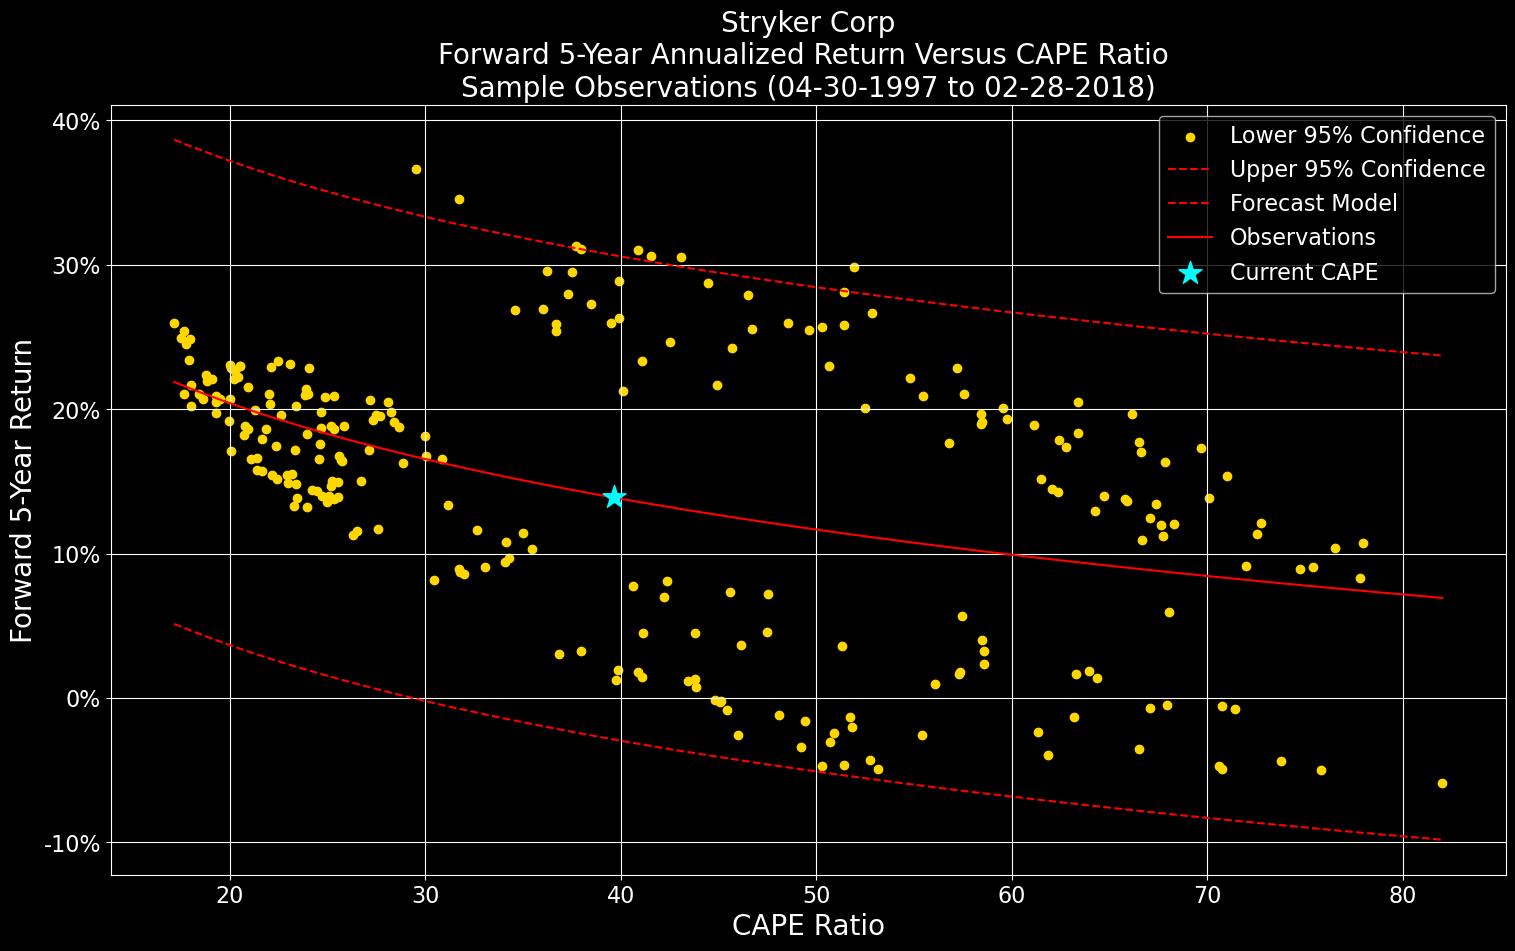 Stryker Corp
Forward 5-Year Annualized Return Versus CAPE Ratio
Sample Observations (04-30-1997 to 02-28-2018)
Lower 95% Confidence
Upper 95% Confidence
Forecast Model
Observations
Current CAPE
Forward 5-Year Return
40%
30%
20%
10%
0%
-10%
20 30 40 50 60 70 80
CAPE Ratio